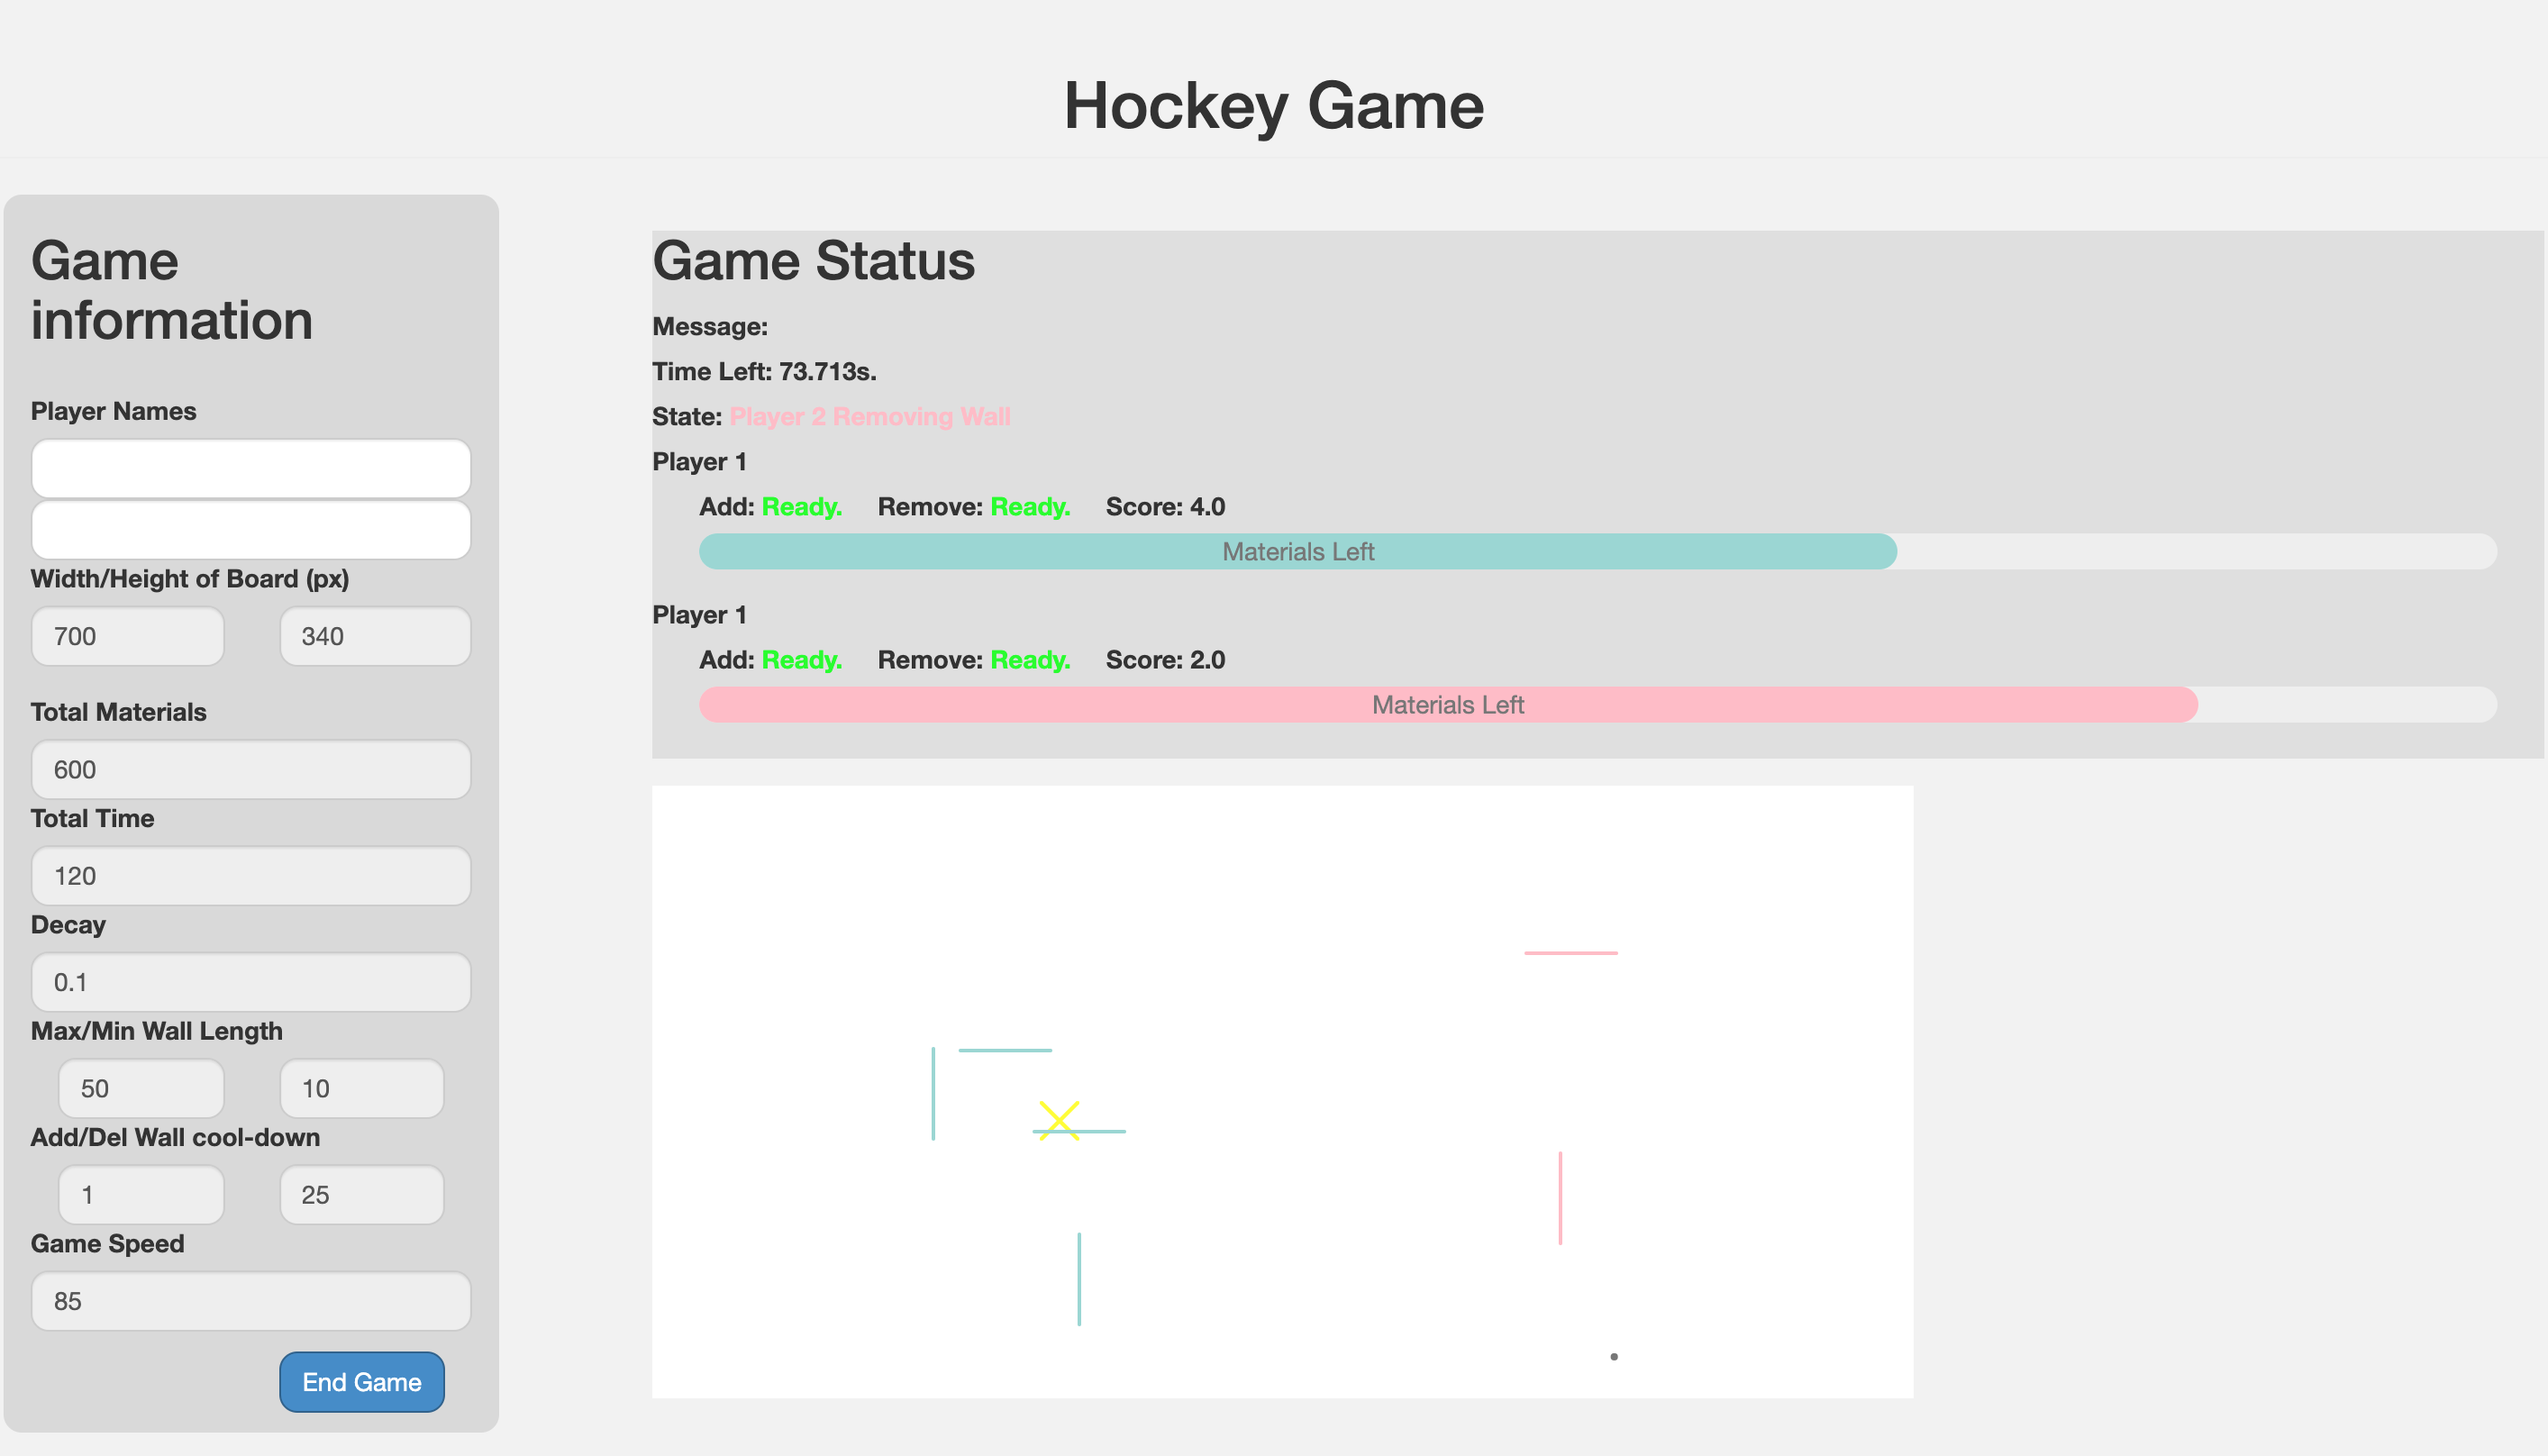 Hockey Game
Game
information
Player Names
Width/Height of Board (px)
700 340
Total Materials
600
Total Time
120
Decay
0.1
Max/Min Wall Length
50 10
Add/Del Wall cool-down
1 25
Game Speed
85
End Game
Game Status
Message:
Time Left: 73.713s.
State: Player 2 Removing Wall
Player 1
Add: Ready. Remove: Ready. Score: 4.0
Materials Left
Player 1
Add: Ready. Remove: Ready. Score: 2.0
Materials Left